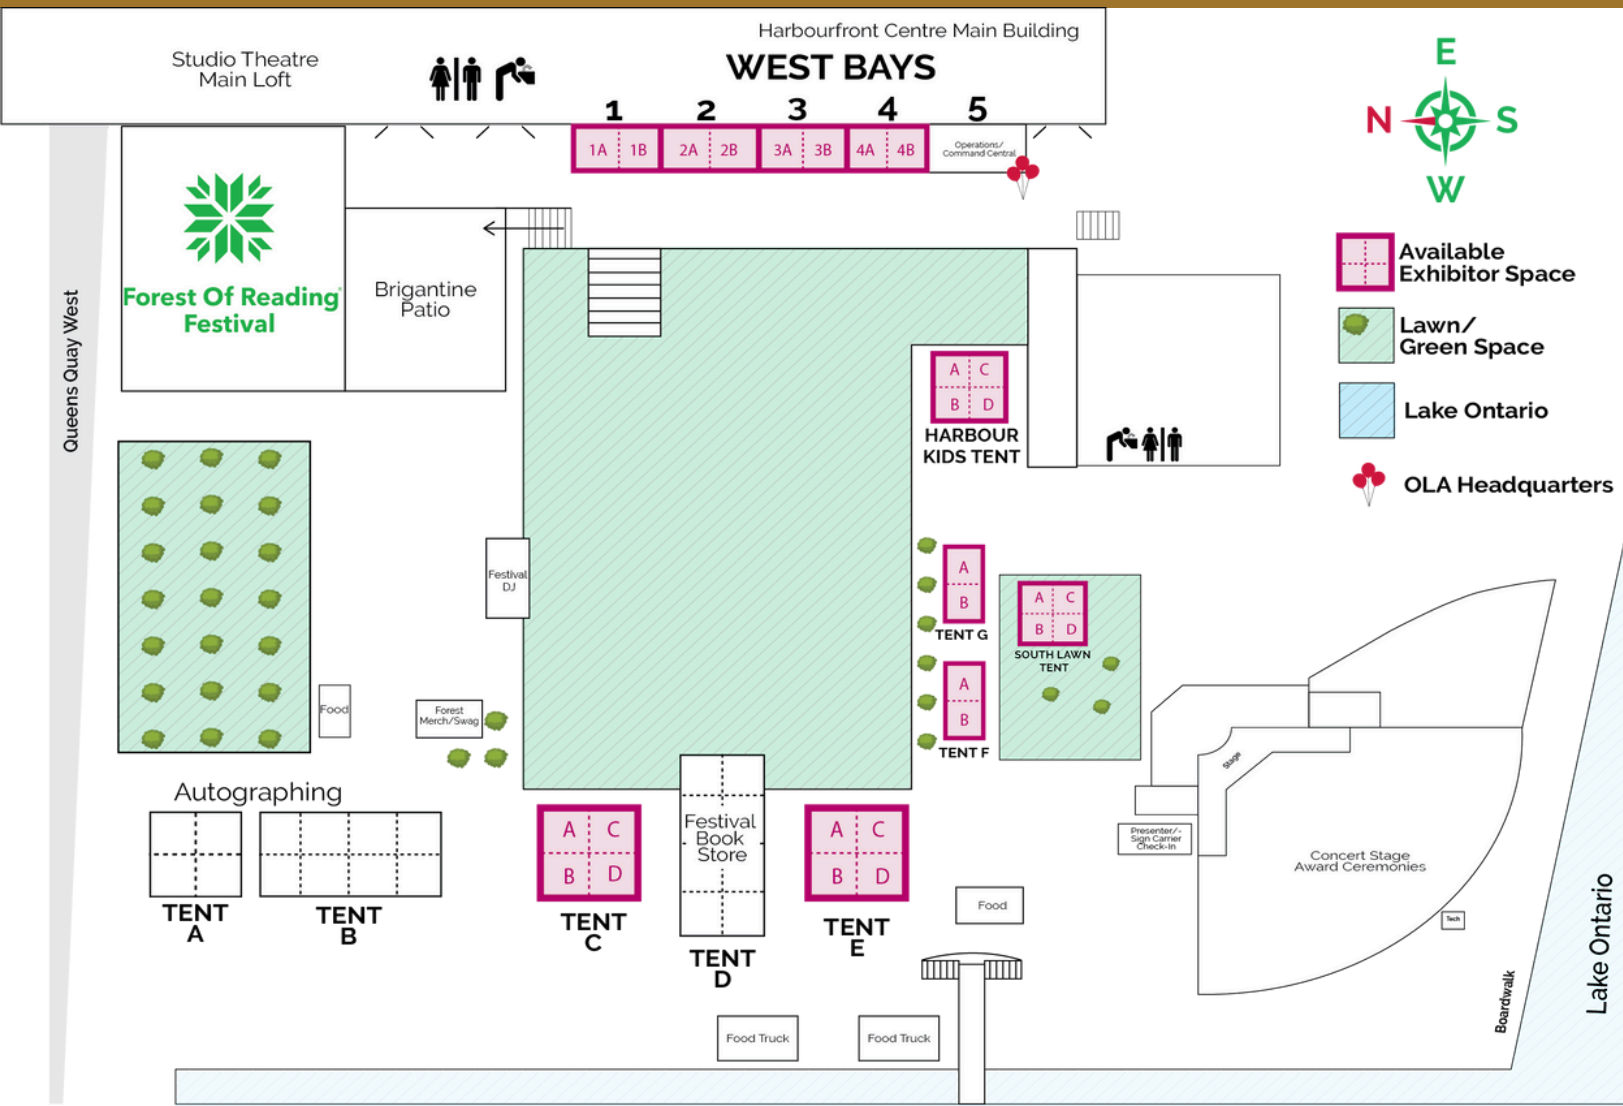 Harbourfront Centre Main Building
Studio Theatre
Main Loft
WEST BAYS
1 2 3 4 5
1A 1B 2A 2B 3A 3B 4A 4B
Operations/
Command Central
E
N S
W
Available
Exhibitor Space
Lawn/
Green Space
Lake Ontario
OLA Headquarters
Forest Of Reading
Festival
Brigantine
Patio
Queens Quay West
A C
B D
HARBOUR
KIDS TENT
Festival
DJ
A
B
TENT G
A C
B D
SOUTH LAWN
TENT
A
B
TENT F
Food
Forest
Merch/Swag
Autographing
TENT
A
TENT
B
A C
B D
TENT
C
Festival
Book
Store
TENT
D
A C
B D
TENT
E
Food
Food Truck
Food Truck
Stage
Presenter/-
Sign Carrier
Check-In
Concert Stage
Award Ceremonies
Tech
Boardwalk
Lake Ontario